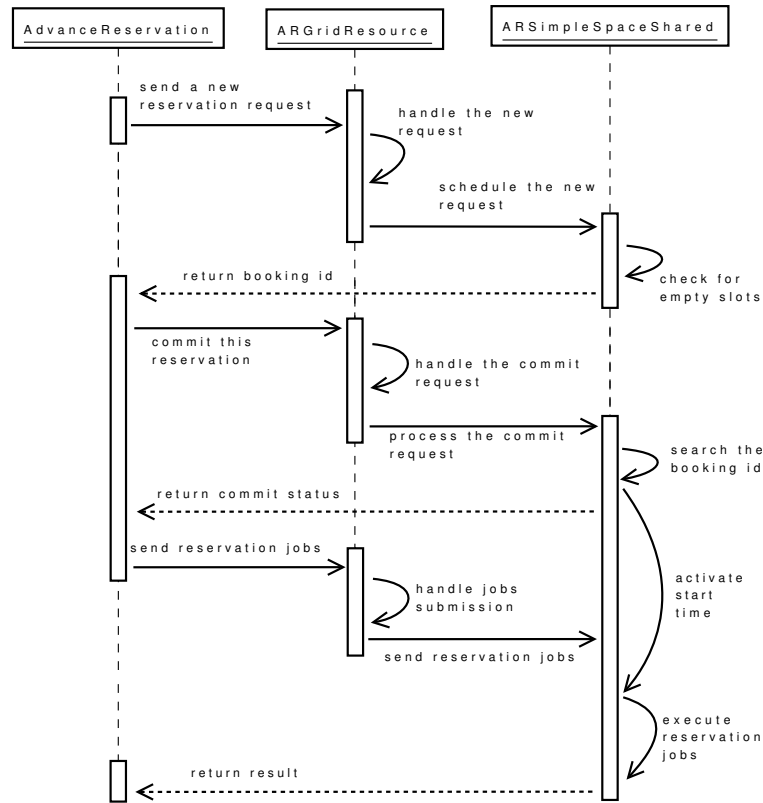 AdvanceReservation
ARGridResource
ARSimpleSpaceShared
send a new
reservation request
handle the new
request
schedule the new
request
return booking id
check for
empty slots
commit this
reservation
handle the commit
request
process the commit
request
search the
booking id
return commit status
send reservation jobs
handle jobs
submission
activate
start
time
send reservation jobs
execute
reservation
jobs
return result